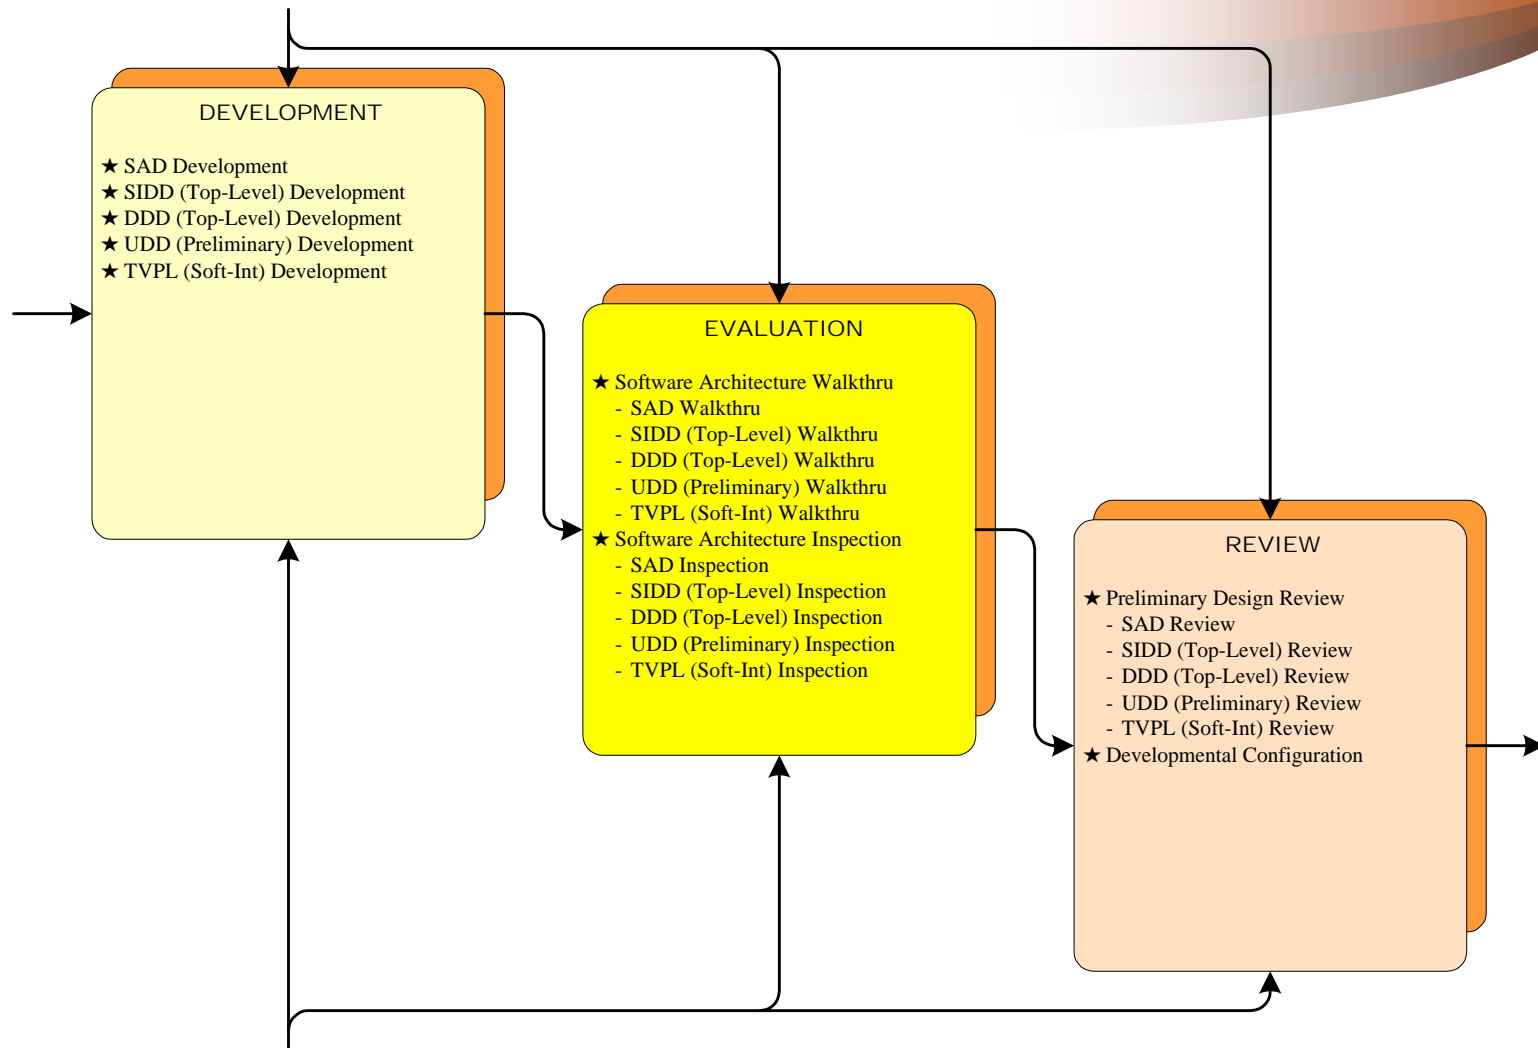 DEVELOPMENT
★ SAD Development
★ SIDD (Top-Level) Development
★ DDD (Top-Level) Development
★ UDD (Preliminary) Development
★ TVPL (Soft-Int) Development
EVALUATION
★ Software Architecture Walkthru
- SAD Walkthru
- SIDD (Top-Level) Walkthru
- DDD (Top-Level) Walkthru
- UDD (Preliminary) Walkthru
- TVPL (Soft-Int) Walkthru
★ Software Architecture Inspection
- SAD Inspection
- SIDD (Top-Level) Inspection
- DDD (Top-Level) Inspection
- UDD (Preliminary) Inspection
- TVPL (Soft-Int) Inspection
REVIEW
★ Preliminary Design Review
- SAD Review
- SIDD (Top-Level) Review
- DDD (Top-Level) Review
- UDD (Preliminary) Review
- TVPL (Soft-Int) Review
★ Developmental Configuration